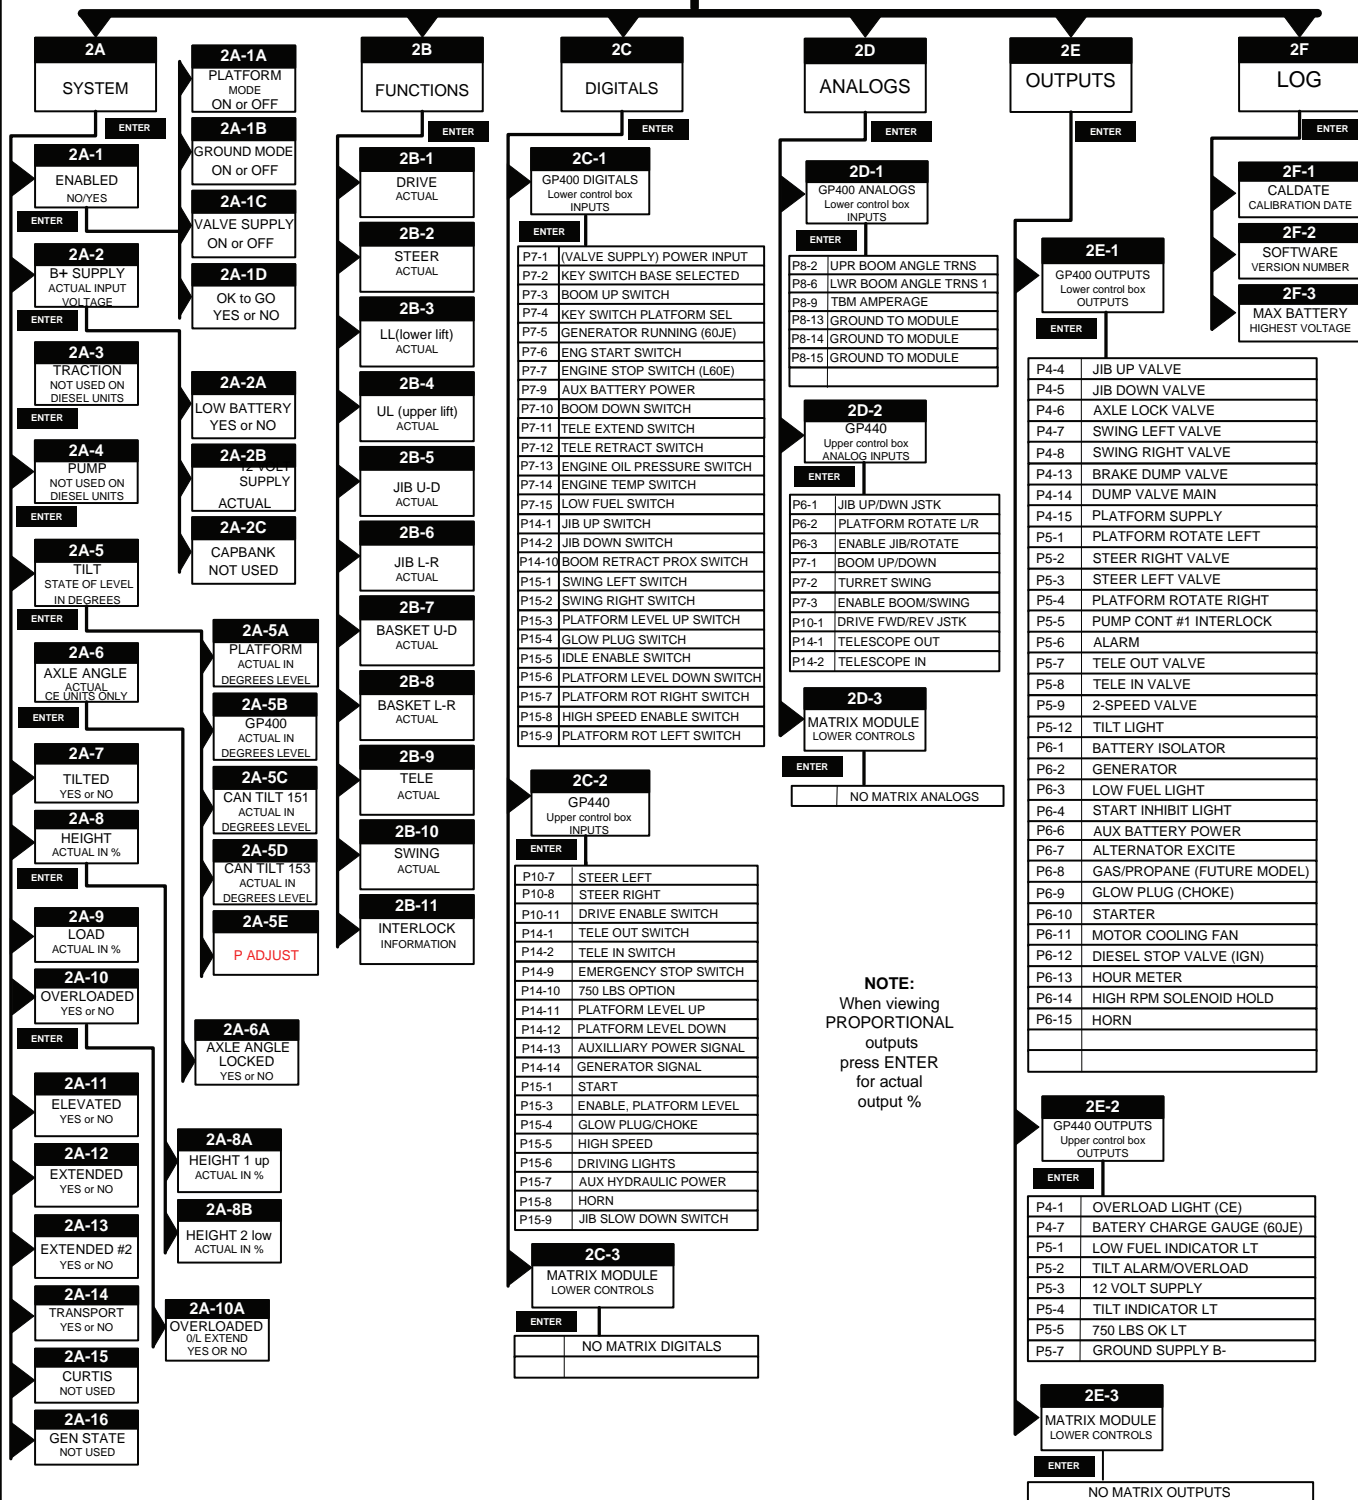 2A
SYSTEM
ENTER
2A-1
ENABLED
NO/YES
ENTER
2A-2
B+ SUPPLY
ACTUAL INPUT
VOLTAGE
2A-3
TRACTION
NOT USED ON
DIESEL UNITS
ENTER
2A-4
PUMP
NOT USED ON
DIESEL UNITS
ENTER
2A-5
TILT
STATE OF LEVEL
IN DEGREES
ENTER
2A-6
AXLE ANGLE
ACTUAL
CE UNITS ONLY
ENTER
2A-7
TILTED
YES or NO
2A-8
HEIGHT
ACTUAL IN %
ENTER
2A-9
LOAD
ACTUAL IN %
2A-10
OVERLOADED
YES or NO
ENTER
2A-11
ELEVATED
YES or NO
2A-12
EXTENDED
YES or NO
2A-13
EXTENDED #2
YES or NO
2A-14
TRANSPORT
YES or NO
2A-15
CURTIS
NOT USED
2A-16
GEN STATE
NOT USED
2A-1A
PLATFORM
MODE
ON or OFF
2A-1B
GROUND MODE
ON or OFF
2A-1C
VALVE SUPPLY
ON or OFF
2A-1D
OK to GO
YES or NO
2A-2A
LOW BATTERY
YES or NO
2A-2B
12 VOLT
SUPPLY
ACTUAL
2A-2C
CAPBANK
NOT USED
2A-5A
PLATFORM
ACTUAL IN
DEGREES LEVEL
2A-5B
GP400
ACTUAL IN
DEGREES LEVEL
2A-5C
CAN TILT 151
ACTUAL IN
DEGREES LEVEL
2A-5D
CAN TILT 153
ACTUAL IN
DEGREES LEVEL
2A-5E
P ADJUST
2A-6A
AXLE ANGLE
LOCKED
YES or NO
2A-8A
HEIGHT 1 up
ACTUAL IN %
2A-8B
HEIGHT 2 low
ACTUAL IN %
2A-10A
OVERLOADED
0/L EXTEND
YES OR NO
2B
FUNCTIONS
ENTER
2B-1
DRIVE
ACTUAL
2B-2
STEER
ACTUAL
2B-3
LL(lower lift)
ACTUAL
2B-4
UL (upper lift)
ACTUAL
2B-5
JIB U-D
ACTUAL
2B-6
JIB L-R
ACTUAL
2B-7
BASKET U-D
ACTUAL
2B-8
BASKET L-R
ACTUAL
2B-9
TELE
ACTUAL
2B-10
SWING
ACTUAL
2B-11
INTERLOCK
INFORMATION
2C
DIGITALS
ENTER
2C-1
GP400 DIGITALS
Lower control box
INPUTS
ENTER
P7-1 (VALVE SUPPLY) POWER INPUT
P7-2 KEY SWITCH BASE SELECTED
P7-3 BOOM UP SWITCH
P7-4 KEY SWITCH PLATFORM SEL
P7-5 GENERATOR RUNNING (60JE)
P7-6 ENG START SWITCH
P7-7 ENGINE STOP SWITCH (L60E)
P7-9 AUX BATTERY POWER
P7-10 BOOM DOWN SWITCH
P7-11 TELE EXTEND SWITCH
P7-12 TELE RETRACT SWITCH
P7-13 ENGINE OIL PRESSURE SWITCH
P7-14 ENGINE TEMP SWITCH
P7-15 LOW FUEL SWITCH
P14-1 JIB UP SWITCH
P14-2 JIB DOWN SWITCH
P14-10 BOOM RETRACT PROX SWITCH
P15-1 SWING LEFT SWITCH
P15-2 SWING RIGHT SWITCH
P15-3 PLATFORM LEVEL UP SWITCH
P15-4 GLOW PLUG SWITCH
P15-5 IDLE ENABLE SWITCH
P15-6 PLATFORM LEVEL DOWN SWITCH
P15-7 PLATFORM ROT RIGHT SWITCH
P15-8 HIGH SPEED ENABLE SWITCH
P15-9 PLATFORM ROT LEFT SWITCH
2C-2
GP440
Upper control box
INPUTS
ENTER
P10-7 STEER LEFT
P10-8 STEER RIGHT
P10-11 DRIVE ENABLE SWITCH
P14-1 TELE OUT SWITCH
P14-2 TELE IN SWITCH
P14-9 EMERGENCY STOP SWITCH
P14-10 750 LBS OPTION
P14-11 PLATFORM LEVEL UP
P14-12 PLATFORM LEVEL DOWN
P14-13 AUXILLIARY POWER SIGNAL
P14-14 GENERATOR SIGNAL
P15-1 START
P15-3 ENABLE, PLATFORM LEVEL
P15-4 GLOW PLUG/CHOKE
P15-5 HIGH SPEED
P15-6 DRIVING LIGHTS
P15-7 AUX HYDRAULIC POWER
P15-8 HORN
P15-9 JIB SLOW DOWN SWITCH
2C-3
MATRIX MODULE
LOWER CONTROLS
ENTER
NO MATRIX DIGITALS
2D
ANALOGS
ENTER
2D-1
GP400 ANALOGS
Lower control box
INPUTS
ENTER
P8-2 UPR BOOM ANGLE TRNS
P8-6 LWR BOOM ANGLE TRNS 1
P8-9 TBM AMPERAGE
P8-13 GROUND TO MODULE
P8-14 GROUND TO MODULE
P8-15 GROUND TO MODULE
2D-2
GP440
Upper control box
ANALOG INPUTS
ENTER
P6-1 JIB UP/DWN JSTK
P6-2 PLATFORM ROTATE L/R
P6-3 ENABLE JIB/ROTATE
P7-1 BOOM UP/DOWN
P7-2 TURRET SWING
P7-3 ENABLE BOOM/SWING
P10-1 DRIVE FWD/REV JSTK
P14-1 TELESCOPE OUT
P14-2 TELESCOPE IN
2D-3
MATRIX MODULE
LOWER CONTROLS
ENTER
NO MATRIX ANALOGS
NOTE:
When viewing
PROPORTIONAL
outputs
press ENTER
for actual
output %
2E
OUTPUTS
ENTER
2E-1
GP400 OUTPUTS
Lower control box
OUTPUTS
ENTER
P4-4 JIB UP VALVE
P4-5 JIB DOWN VALVE
P4-6 AXLE LOCK VALVE
P4-7 SWING LEFT VALVE
P4-8 SWING RIGHT VALVE
P4-13 BRAKE DUMP VALVE
P4-14 DUMP VALVE MAIN
P4-15 PLATFORM SUPPLY
P5-1 PLATFORM ROTATE LEFT
P5-2 STEER RIGHT VALVE
P5-3 STEER LEFT VALVE
P5-4 PLATFORM ROTATE RIGHT
P5-5 PUMP CONT #1 INTERLOCK
P5-6 ALARM
P5-7 TELE OUT VALVE
P5-8 TELE IN VALVE
P5-9 2-SPEED VALVE
P5-12 TILT LIGHT
P6-1 BATTERY ISOLATOR
P6-2 GENERATOR
P6-3 LOW FUEL LIGHT
P6-4 START INHIBIT LIGHT
P6-6 AUX BATTERY POWER
P6-7 ALTERNATOR EXCITE
P6-8 GAS/PROPANE (FUTURE MODEL)
P6-9 GLOW PLUG (CHOKE)
P6-10 STARTER
P6-11 MOTOR COOLING FAN
P6-12 DIESEL STOP VALVE (IGN)
P6-13 HOUR METER
P6-14 HIGH RPM SOLENOID HOLD
P6-15 HORN
2E-2
GP440 OUTPUTS
Upper control box
OUTPUTS
ENTER
P4-1 OVERLOAD LIGHT (CE)
P4-7 BATERY CHARGE GAUGE (60JE)
P5-1 LOW FUEL INDICATOR LT
P5-2 TILT ALARM/OVERLOAD
P5-3 12 VOLT SUPPLY
P5-4 TILT INDICATOR LT
P5-5 750 LBS OK LT
P5-7 GROUND SUPPLY B-
2E-3
MATRIX MODULE
LOWER CONTROLS
ENTER
NO MATRIX OUTPUTS
2F
LOG
ENTER
2F-1
CALDATE
CALIBRATION DATE
2F-2
SOFTWARE
VERSION NUMBER
2F-3
MAX BATTERY
HIGHEST VOLTAGE